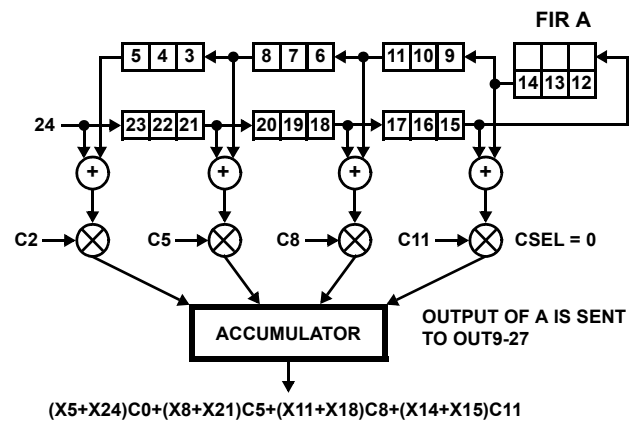 FIR A
5 4 3 8 7 6 11 10 9
14 13 12
24 23 22 21 20 19 18 17 16 15
+ + + +
C2 C5 C8 C11 CSEL = 0
ACCUMULATOR
OUTPUT OF A IS SENT
TO OUT9-27
(X5+X24)C0+(X8+X21)C5+(X11+X18)C8+(X14+X15)C11